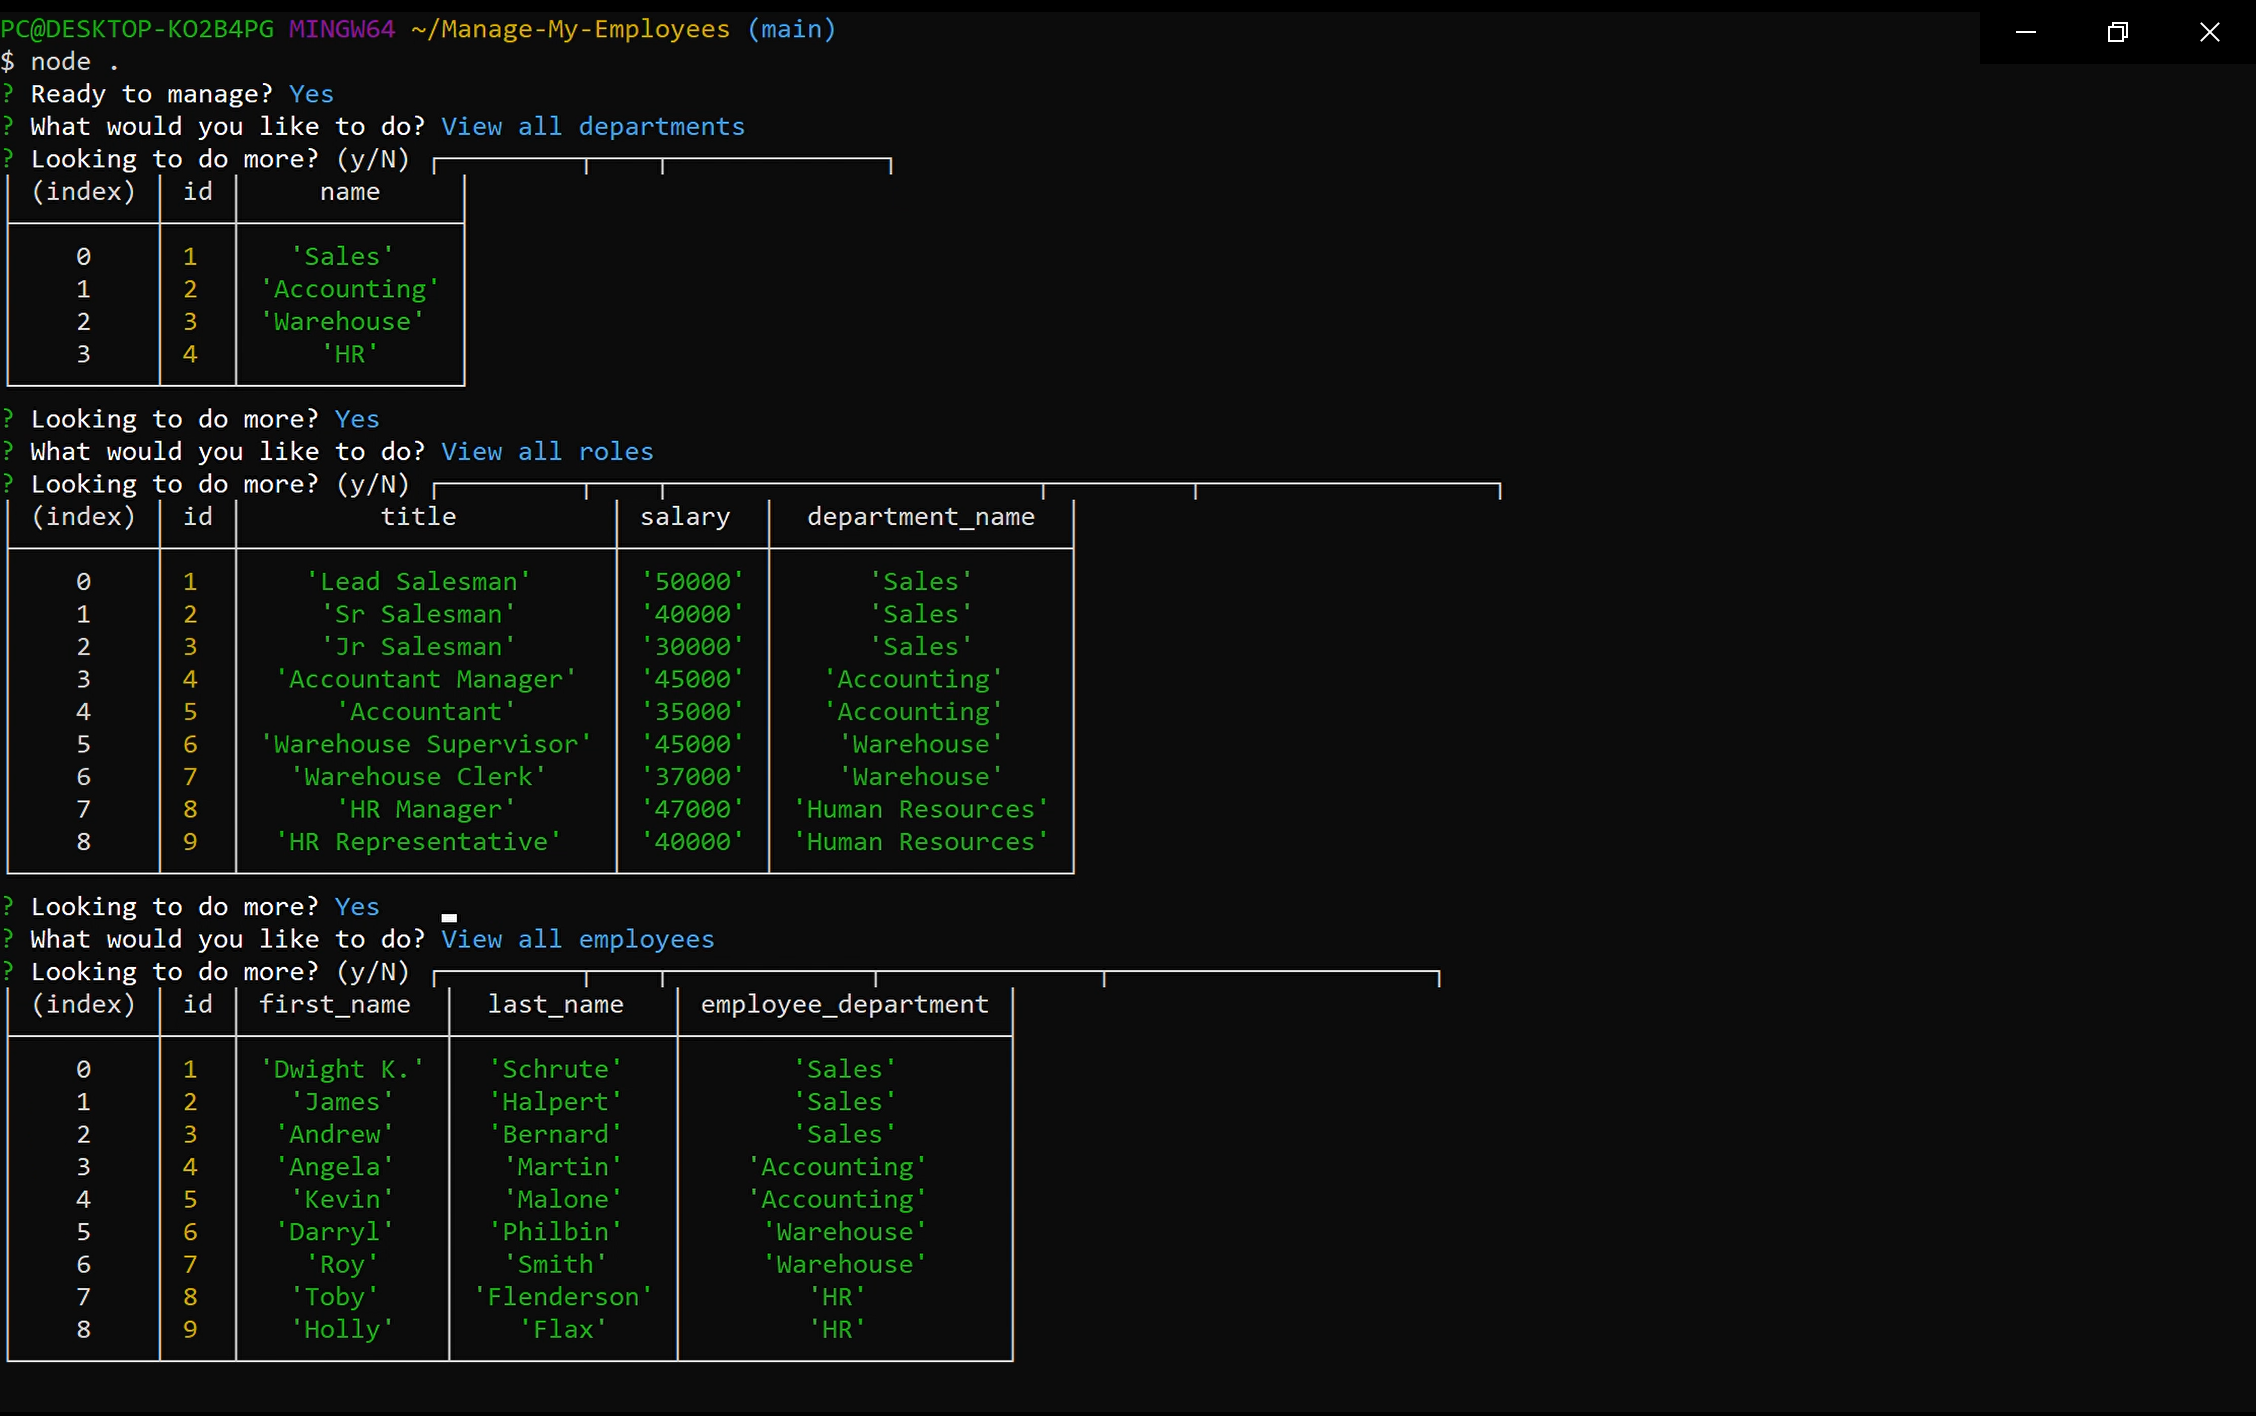 PC@DESKTOP-KO2B4PG MINGW64 ~/Manage-My-Employees (main)
$ node .
? Ready to manage? Yes
? What would you like to do? View all departments
? Looking to do more? (y/N)
(index) id name
0 1 'Sales'
1 2 'Accounting'
2 3 'Warehouse'
3 4 'HR'
? Looking to do more? Yes
? What would you like to do? View all roles
? Looking to do more? (y/N)
(index) id title salary department_name
0 1 'Lead Salesman' '50000' 'Sales'
1 2 'Sr Salesman' '40000' 'Sales'
2 3 'Jr Salesman' '30000' 'Sales'
3 4 'Accountant Manager' '45000' 'Accounting'
4 5 'Accountant' '35000' 'Accounting'
5 6 'Warehouse Supervisor' '45000' 'Warehouse'
6 7 'Warehouse Clerk' '37000' 'Warehouse'
7 8 'HR Manager' '47000' 'Human Resources'
8 9 'HR Representative' '40000' 'Human Resources'
? Looking to do more? Yes
? What would you like to do? View all employees
? Looking to do more? (y/N)
(index) id first_name last_name employee_department
0 1 'Dwight K.' 'Schrute' 'Sales'
1 2 'James' 'Halpert' 'Sales'
2 3 'Andrew' 'Bernard' 'Sales'
3 4 'Angela' 'Martin' 'Accounting'
4 5 'Kevin' 'Malone' 'Accounting'
5 6 'Darryl' 'Philbin' 'Warehouse'
6 7 'Roy' 'Smith' 'Warehouse'
7 8 'Toby' 'Flenderson' 'HR'
8 9 'Holly' 'Flax' 'HR'